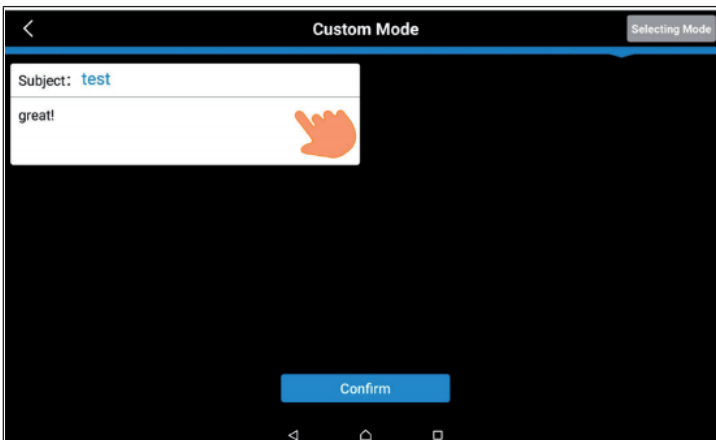 Custom Mode
Selecting Mode
Subject: test
great!
Confirm